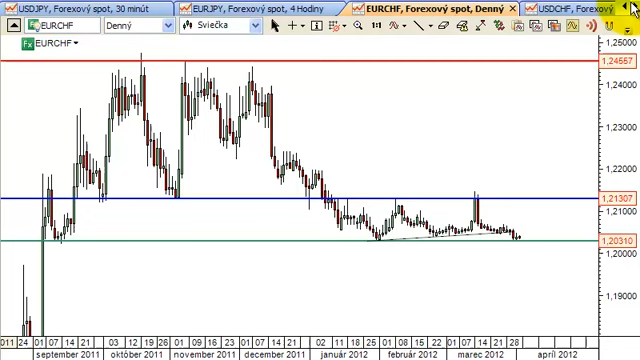 USDJPY, Forexový spot, 30 minút
EURJPY, Forexový spot, 4 Hodiny
EURCHF, Forexový spot, Denný
USDCHF, Forexový
Denný
Sviečka
Fx EURCHF
1,25000
1,24567
1,24000
1,23000
1,22000
1,21307
1,21000
1,20310
1,20000
1,19000
011 24 01 07 14 21 03 12 19 27 01 09 17 23 01 07 14 21 02 11 18 25 01 08 15 22 01 07 14 21 28
september 2011 október 2011 november 2011 december 2011 január 2012 február 2012 marec 2012 apríl 2012